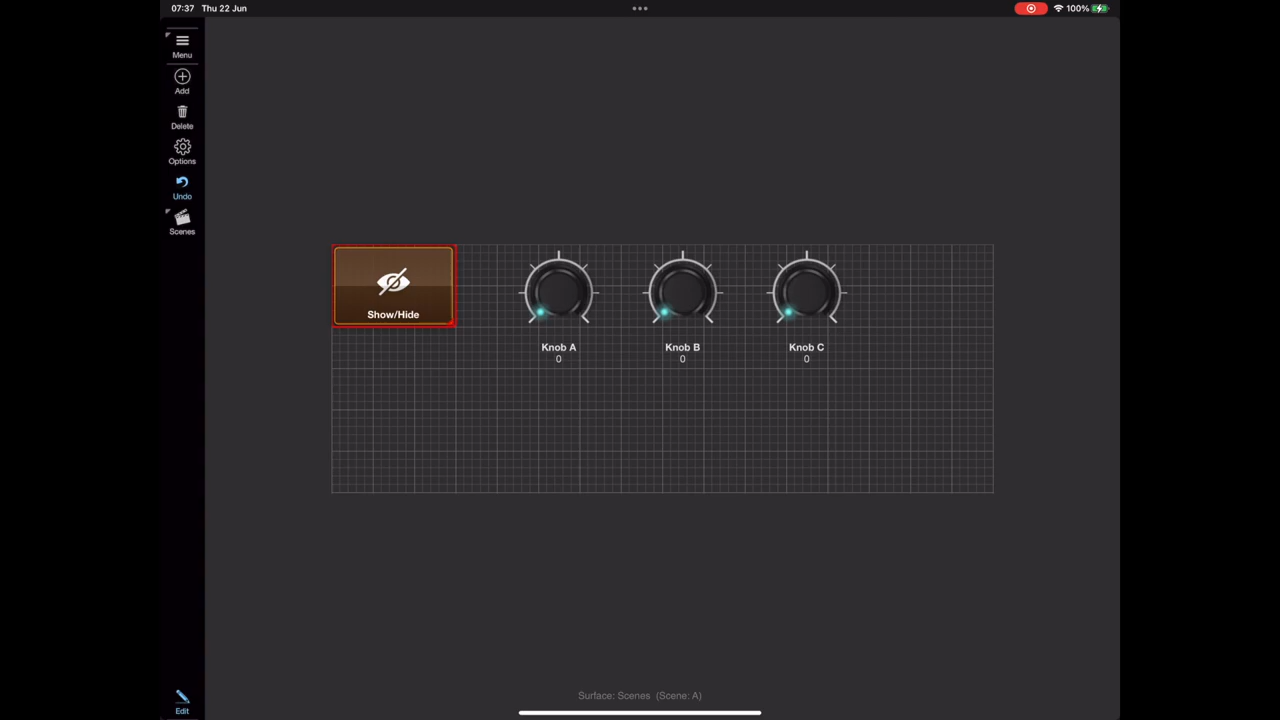 07:37 Thu 22 Jun
100%
Menu
Add
Delete
Options
Undo
Scenes
Show/Hide
Knob A
0
Knob B
0
Knob C
0
Surface: Scenes (Scene: A)
Edit